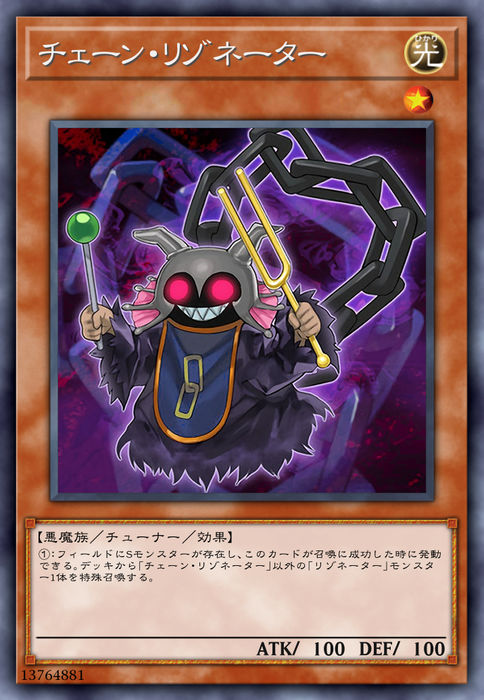 チェーン・リゾネーター
ひかり
光
【悪魔族／チューナー／効果】
①:フィールドにSモンスターが存在し、このカードが召喚に成功した時に発動
できる。デッキから「チェーン・リゾネーター」以外の「リゾネーター」モンスタ
ー1体を特殊召喚する。
ATK/ 100 DEF/ 100
13764881